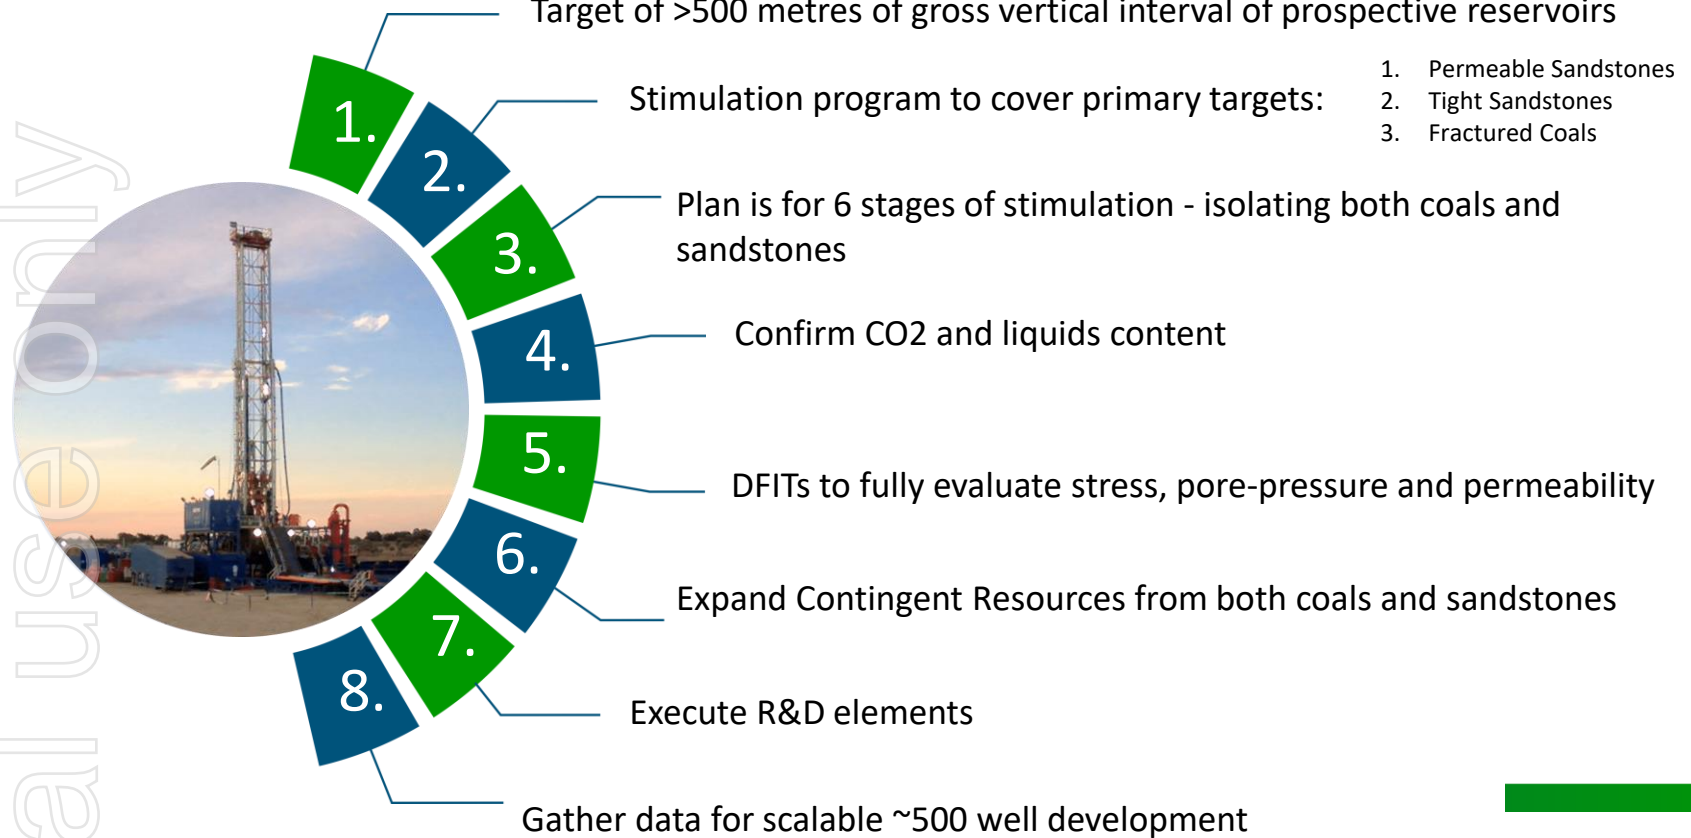 Target of >500 metres of gross vertical interval of prospective reservoirs
1.
Stimulation program to cover primary targets:
1. Permeable Sandstones
2. Tight Sandstones
3. Fractured Coals
2.
Plan is for 6 stages of stimulation - isolating both coals and
sandstones
3.
Confirm CO2 and liquids content
4.
DFITs to fully evaluate stress, pore-pressure and permeability
5.
Expand Contingent Resources from both coals and sandstones
6.
Execute R&D elements
7.
Gather data for scalable ~500 well development
8.
al use only